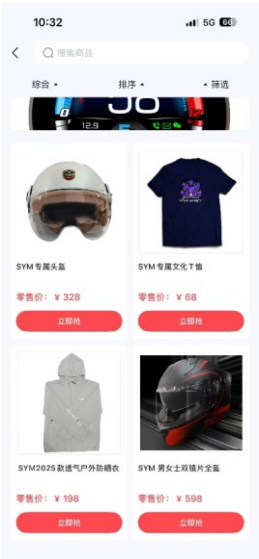 10:32
5G 66
搜索商品
综合
排序
筛选
0
12.9
SYM专属头盔
SYM专属文化T恤
零售价：¥ 328
零售价：¥ 68
立即抢
立即抢
SYM2025款透气户外防晒衣
SYM 男女士双镜片全盔
零售价：¥ 198
零售价：¥ 598
立即抢
立即抢